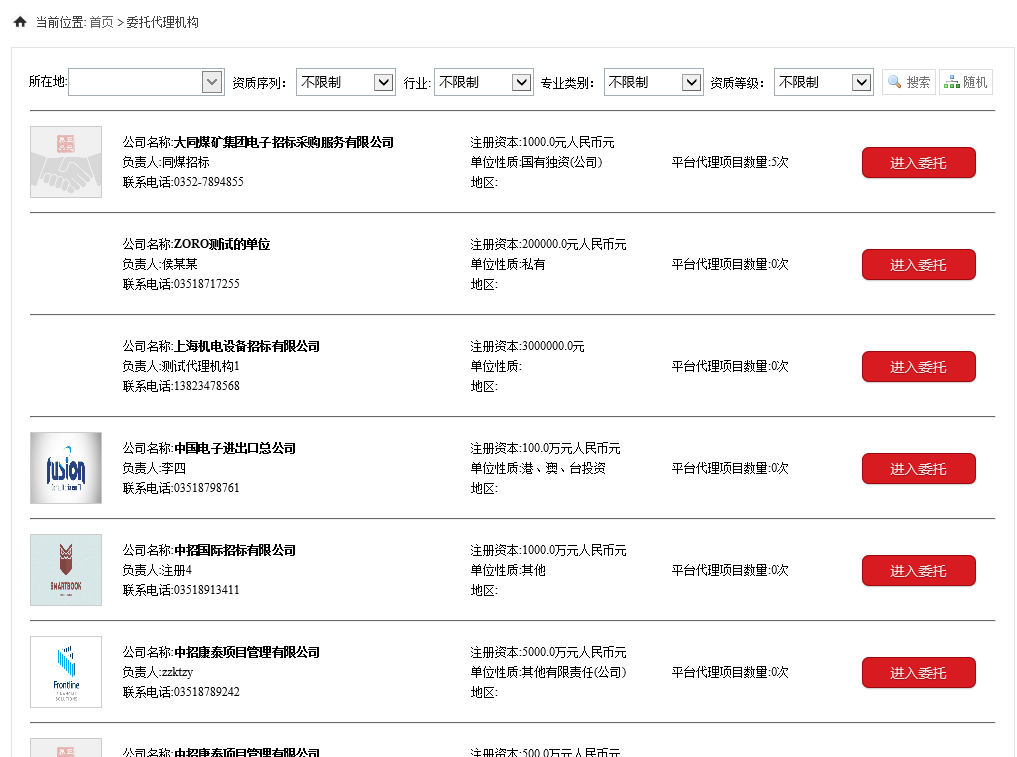 当前位置: 首页 > 委托代理机构
所在地: 资质序列： 不限制 行业: 不限制 专业类别： 不限制 资质等级： 不限制 搜索 随机
公司名称:大同煤矿集团电子招标采购服务有限公司 注册资本:1000.0元人民币元
负责人:同煤招标 单位性质:国有独资(公司) 平台代理项目数量:5次 进入委托
联系电话:0352-7894855 地区:
公司名称:ZORO测试的单位 注册资本:200000.0元人民币元
负责人:侯某某 单位性质:私有 平台代理项目数量:0次 进入委托
联系电话:03518717255 地区:
公司名称:上海机电设备招标有限公司 注册资本:3000000.0元
负责人:测试代理机构1 单位性质: 平台代理项目数量:0次 进入委托
联系电话:13823478568 地区:
fusion
公司名称:中国电子进出口总公司 注册资本:100.0万元人民币元
负责人:李四 单位性质:港、澳、台投资 平台代理项目数量:0次 进入委托
联系电话:03518798761 地区:
SMARTBOOK
公司名称:中招国际招标有限公司 注册资本:1000.0万元人民币元
负责人:注册4 单位性质:其他 平台代理项目数量:0次 进入委托
联系电话:03518913411 地区:
Frontline
公司名称:中招康泰项目管理有限公司 注册资本:5000.0万元人民币元
负责人:zzktzy 单位性质:其他有限责任(公司) 平台代理项目数量:0次 进入委托
联系电话:03518789242 地区:
公司名称:中招康泰项目管理有限公司 注册资本:500.0万元人民币元